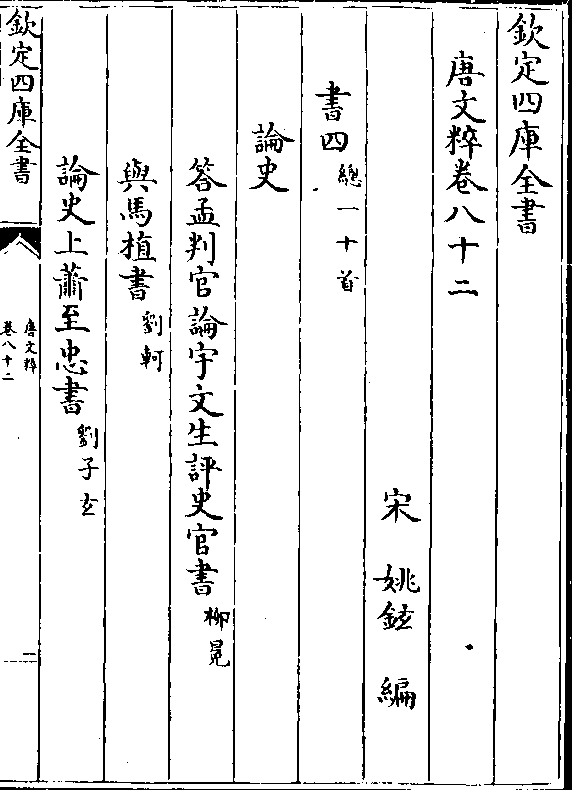 欽定四庫全書
唐文粹卷八十二
宋　姚鉉　編
書四　總一十首
論史
答孟判官論宇文生評史官書　柳冕
與馬植書　劉軻
論史上蕭至忠書　劉子玄
欽定四庫全書
唐文粹
卷八十二
一